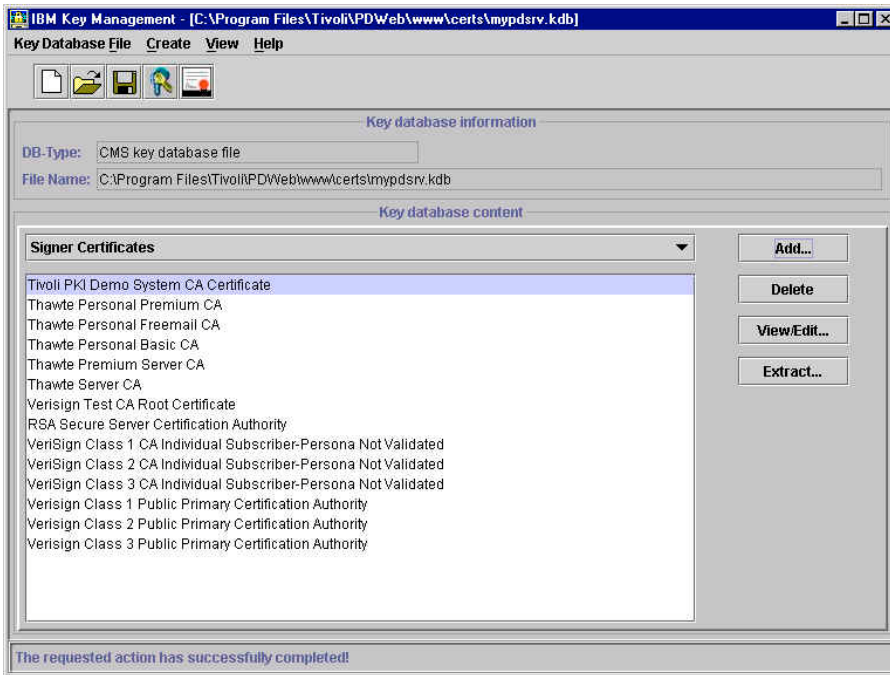 IBM Key Management - [C:\Program Files\Tivoli\PDWeb\www\certs\mypdsrv.kdb]
Key Database File Create View Help
Key database information
DB-Type: CMS key database file
File Name: C:\Program Files\Tivoli\PDWeb\www\certs\mypdsrv.kdb
Key database content
Signer Certificates
Add...
Tivoli PKI Demo System CA Certificate
Delete
Thawte Personal Premium CA
Thawte Personal Freemail CA
View/Edit...
Thawte Personal Basic CA
Thawte Premium Server CA
Extract...
Thawte Server CA
Verisign Test CA Root Certificate
RSA Secure Server Certification Authority
VeriSign Class 1 CA Individual Subscriber-Persona Not Validated
VeriSign Class 2 CA Individual Subscriber-Persona Not Validated
VeriSign Class 3 CA Individual Subscriber-Persona Not Validated
Verisign Class 1 Public Primary Certification Authority
Verisign Class 2 Public Primary Certification Authority
Verisign Class 3 Public Primary Certification Authority
The requested action has successfully completed!